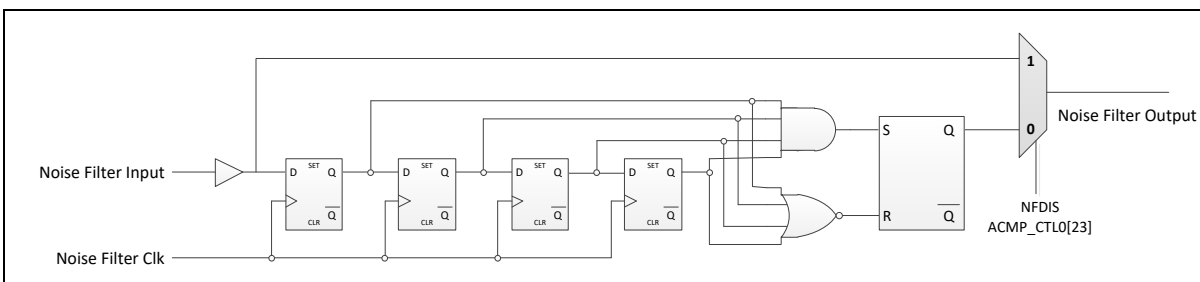 1
Noise Filter Output
SET
D Q
Q
CLR
SET
D Q
Q
CLR
SET
D Q
Q
CLR
SET
D Q
Q
CLR
S Q
R Q
0
Noise Filter Input
NFDIS
ACMP_CTL0[23]
Noise Filter Clk